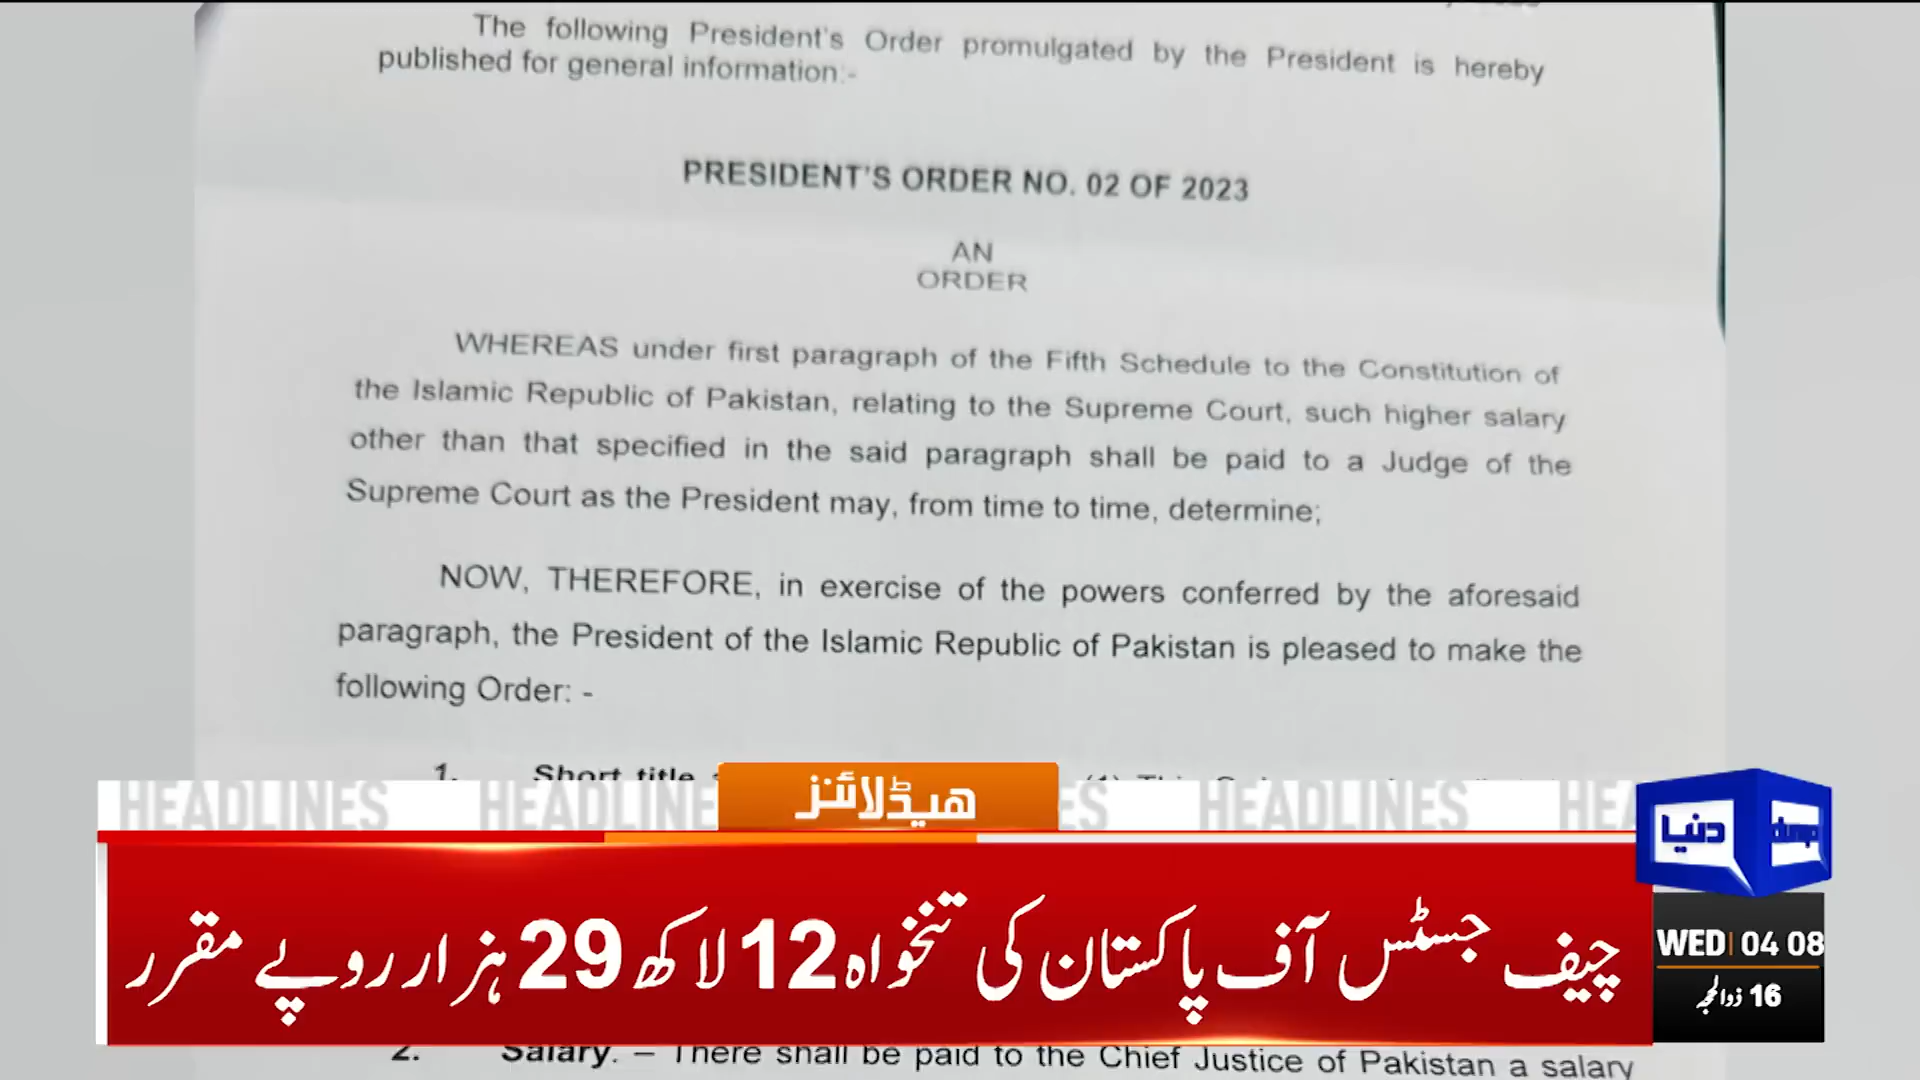 The following President's Order promulgated by the President is hereby
published for general information:-
PRESIDENT'S ORDER NO. 02 OF 2023
AN
ORDER
WHEREAS under first paragraph of the Fifth Schedule to the Constitution of
the Islamic Republic of Pakistan, relating to the Supreme Court, such higher salary
other than that specified in the said paragraph shall be paid to a Judge of the
Supreme Court as the President may, from time to time, determine;
NOW, THEREFORE, in exercise of the powers conferred by the aforesaid
paragraph, the President of the Islamic Republic of Pakistan is pleased to make the
following Order: -
1. Short title
HEADLINES HEADLINES HEADLINES
ھیڈلائنز
دنیا
چیف جسٹس آف پاکستان کی تنخواہ 12 لاکھ 29 ہزار روپے مقرر
WED 04 08
16 ذوالحجہ
2. Salary. – There shall be paid to the Chief Justice of Pakistan a salary